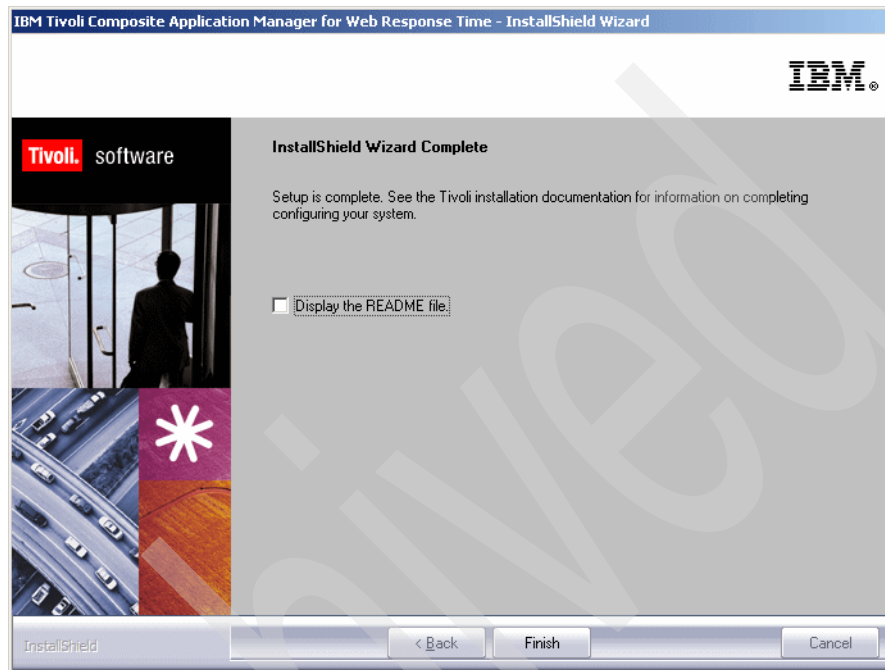 IBM Tivoli Composite Application Manager for Web Response Time - InstallShield Wizard
IBM®
Tivoli. software
InstallShield Wizard Complete
Setup is complete. See the Tivoli installation documentation for information on completing
configuring your system.
Display the README file.
InstallShield
< Back
Finish
Cancel
hived